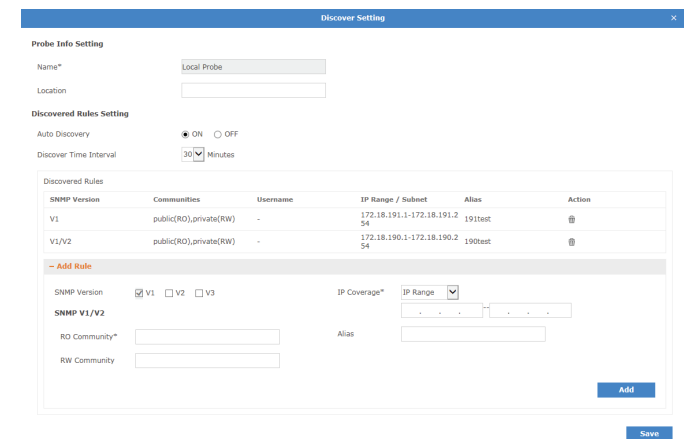 Discover Setting ×
Probe Info Setting
Name* Local Probe
Location
Discovered Rules Setting
Auto Discovery ON OFF
Discover Time Interval 30 Minutes
Discovered Rules
SNMP Version Communities Username IP Range / Subnet Alias Action
V1 public(RO),private(RW) - 172.18.191.1-172.18.191.2 191test
54
V1/V2 public(RO),private(RW) - 172.18.190.1-172.18.190.2 190test
54
− Add Rule
SNMP Version V1 V2 V3 IP Coverage* IP Range
SNMP V1/V2 . . . -- . . .
RO Community* Alias
RW Community
Add
Save